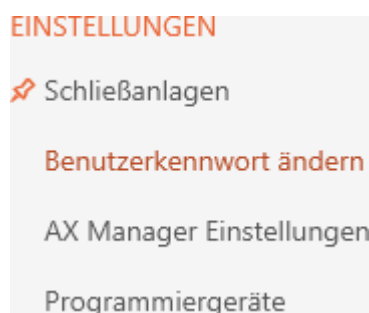 EINSTELLUNGEN
Schließanlagen
Benutzerkennwort ändern
AX Manager Einstellungen
Programmiergeräte